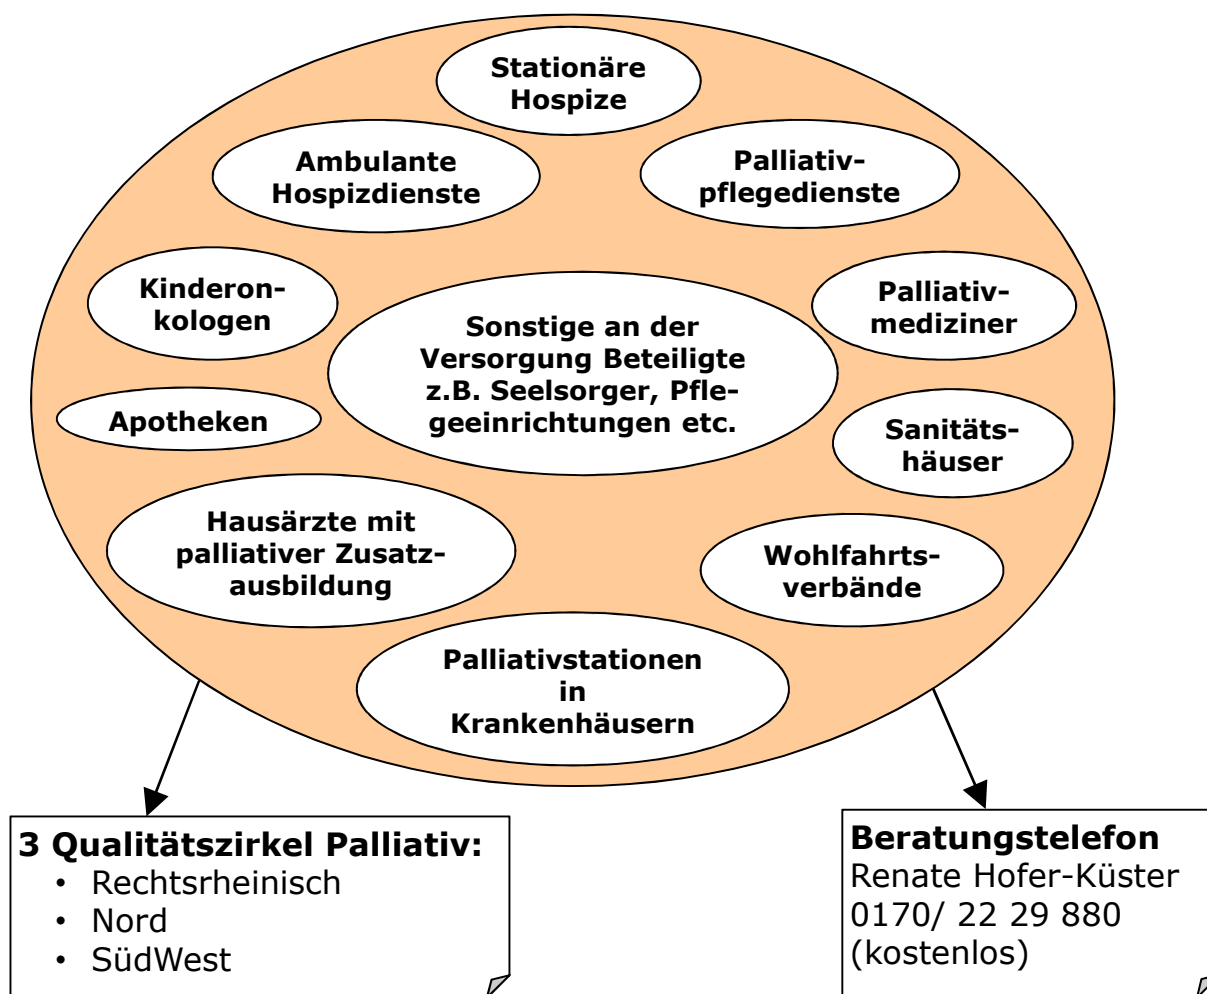 Stationäre
Hospize
Ambulante
Hospizdienste
Palliativ-
pflegedienste
Kinderon-
kologen
Sonstige an der
Versorgung Beteiligte
z.B. Seelsorger, Pfle-
geeinrichtungen etc.
Palliativ-
mediziner
Apotheken
Sanitäts-
häuser
Hausärzte mit
palliativer Zusatz-
ausbildung
Wohlfahrts-
verbände
Palliativstationen
in
Krankenhäusern
3 Qualitätszirkel Palliativ:
• Rechtsrheinisch
• Nord
• SüdWest
Beratungstelefon
Renate Hofer-Küster
0170/ 22 29 880
(kostenlos)